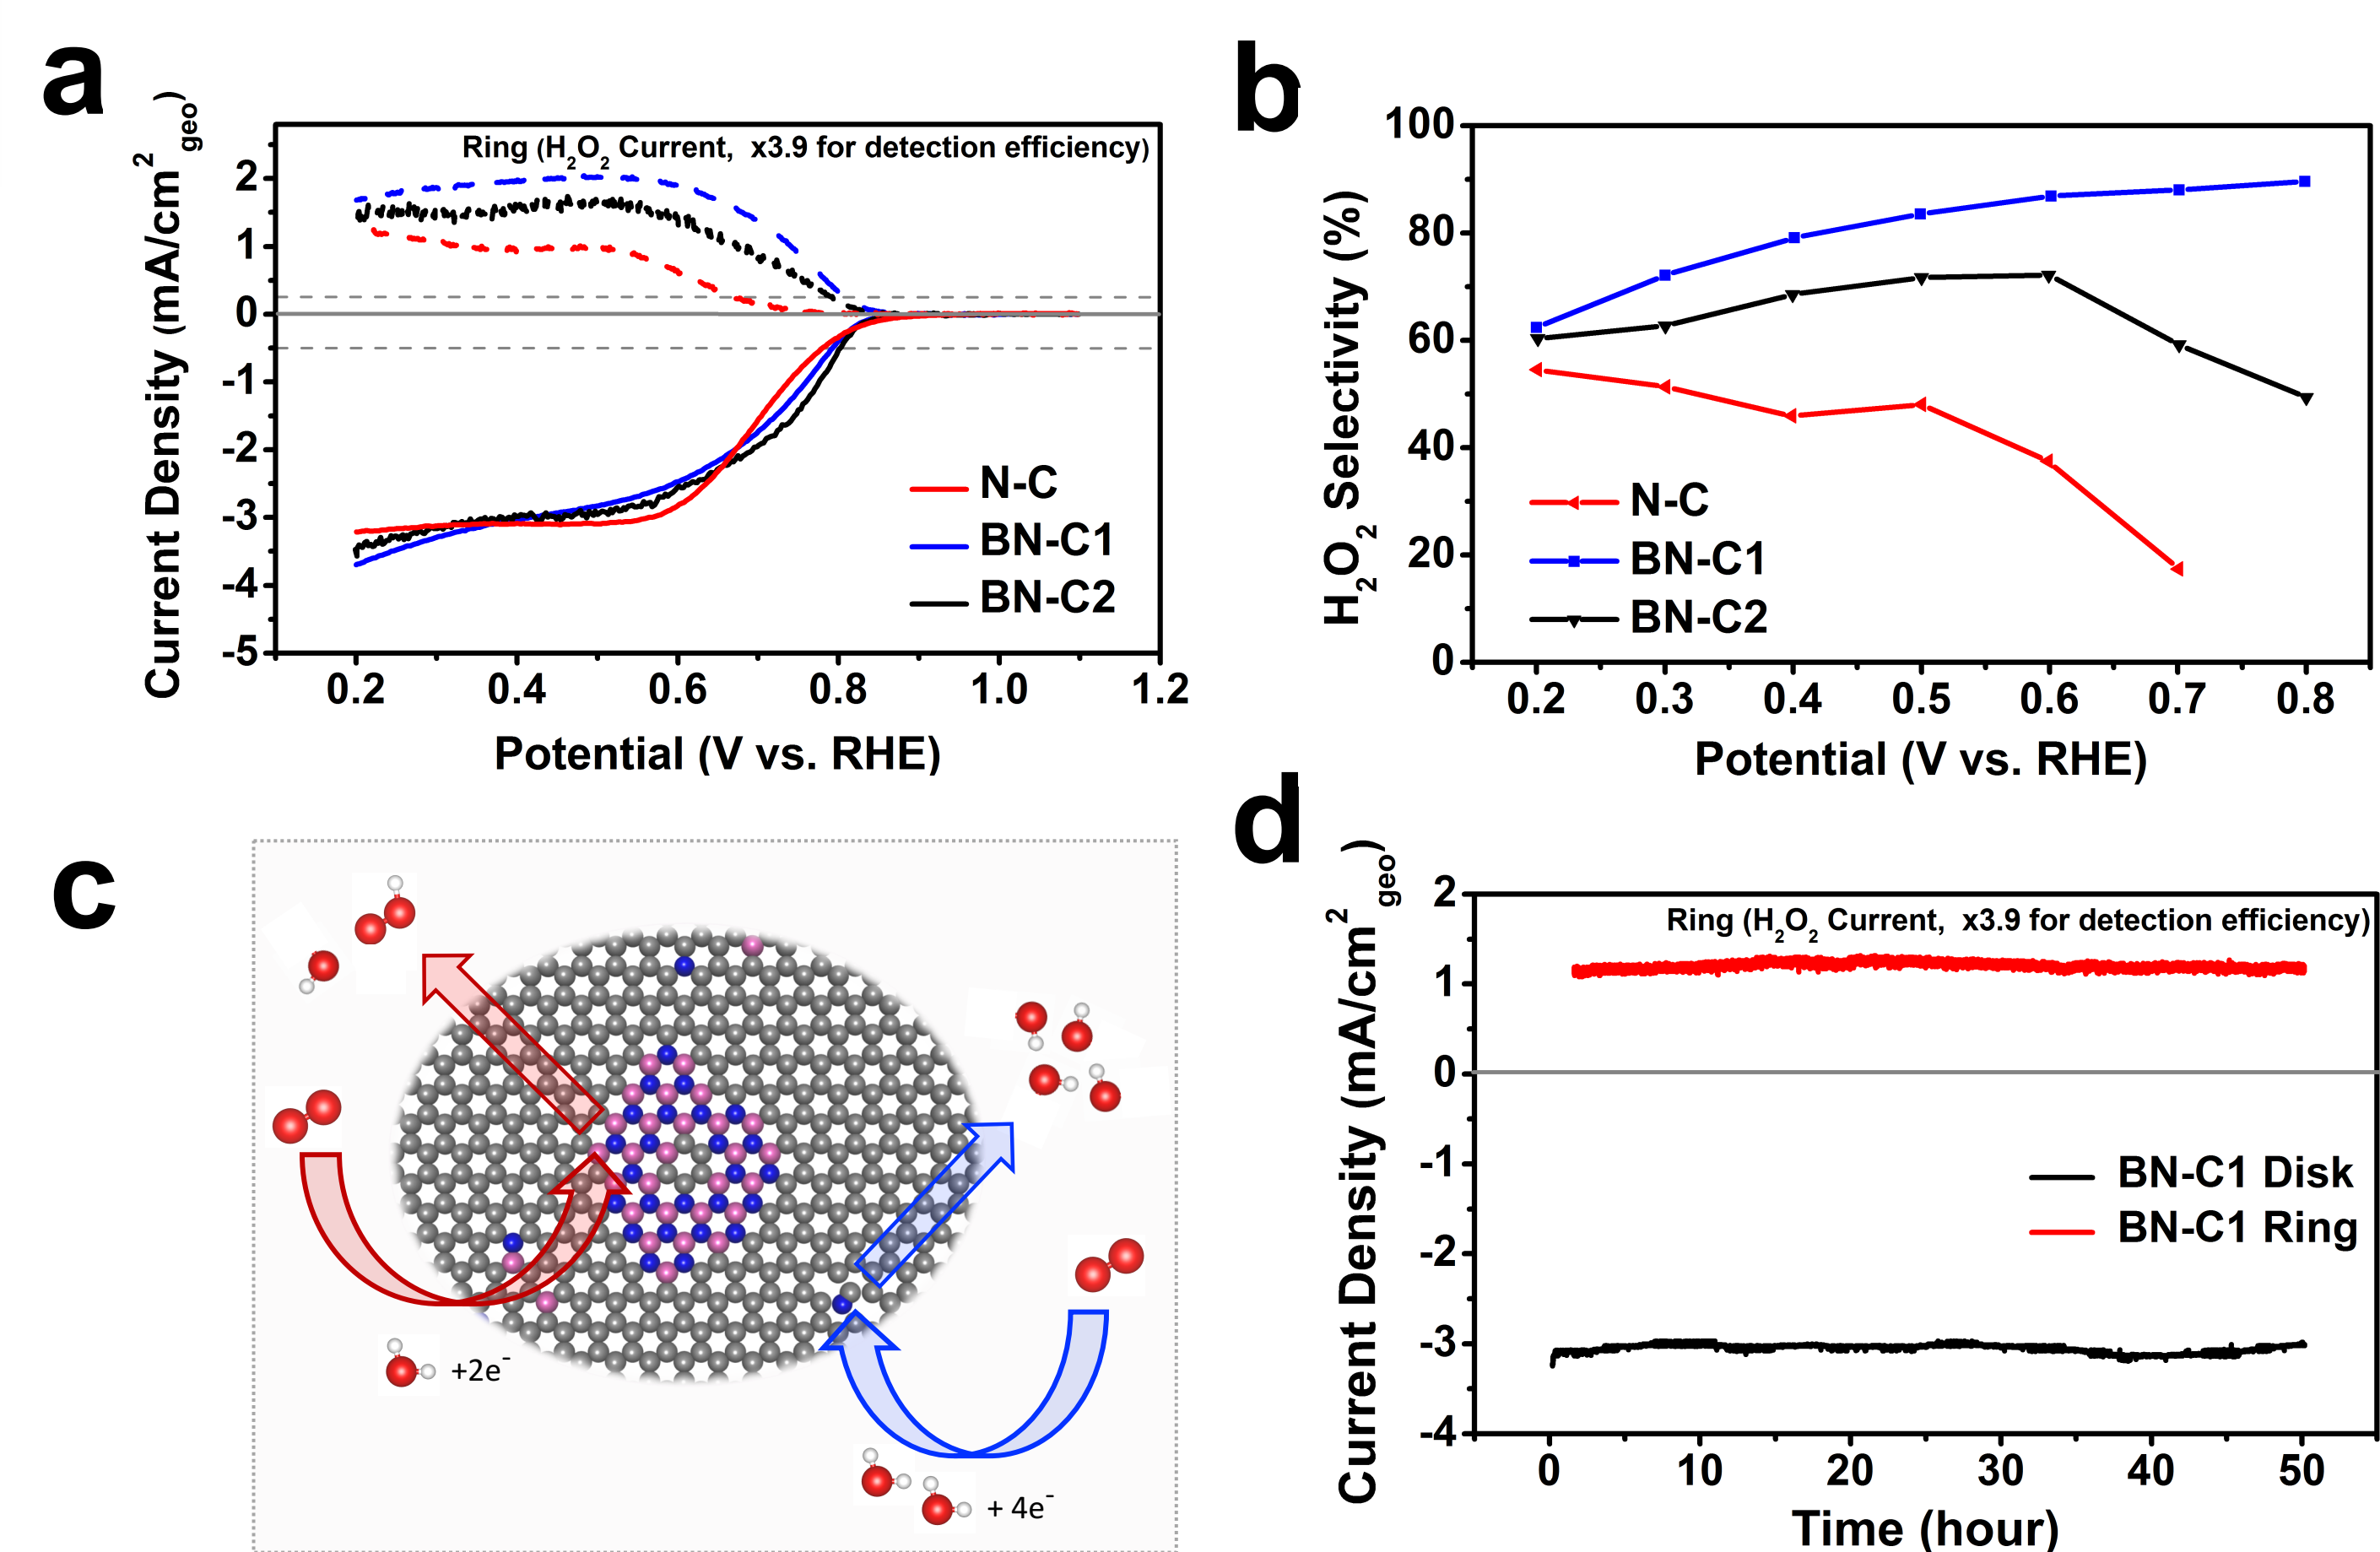 a
Current Density (mA/cm²geo)
Ring (H₂O₂ Current, x3.9 for detection efficiency)
2
1
0
-1
-2
-3
-4
-5
N-C
BN-C1
BN-C2
0.2 0.4 0.6 0.8 1.0 1.2
Potential (V vs. RHE)
b
H₂O₂ Selectivity (%)
100
80
60
40
20
0
N-C
BN-C1
BN-C2
0.2 0.3 0.4 0.5 0.6 0.7 0.8
Potential (V vs. RHE)
c
+2e⁻
+ 4e⁻
d
Current Density (mA/cm²geo)
Ring (H₂O₂ Current, x3.9 for detection efficiency)
2
1
0
-1
-2
-3
-4
BN-C1 Disk
BN-C1 Ring
0 10 20 30 40 50
Time (hour)